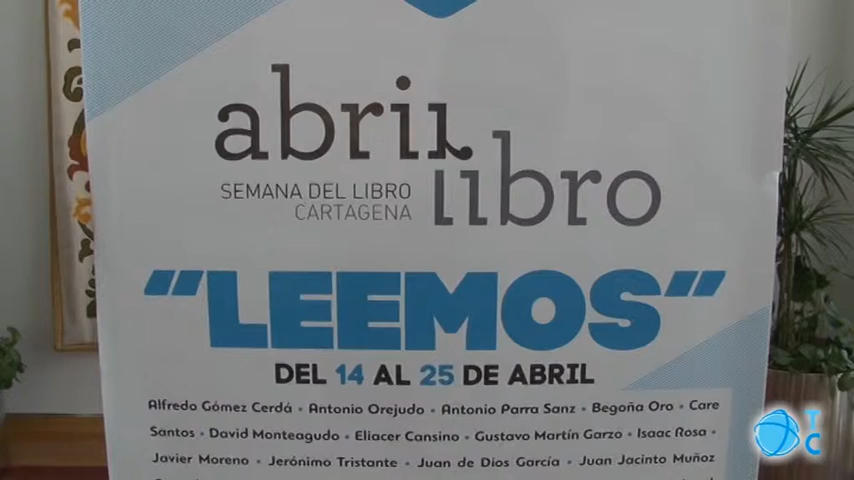 abril
libro
SEMANA DEL LIBRO
CARTAGENA
"LEEMOS"
DEL 14 AL 25 DE ABRIL
ALFREDO GÓMEZ CERDÁ · ANTONIO OREJUDO · ANTONIO PARRA SANZ · BEGOÑA ORO · CARE
SANTOS · DAVID MONTEAGUDO · ELIACER CANSINO · GUSTAVO MARTÍN GARZO · ISAAC ROSA ·
JAVIER MORENO · JERÓNIMO TRISTANTE · JUAN DE DIOS GARCÍA · JUAN JACINTO MUÑOZ
TC